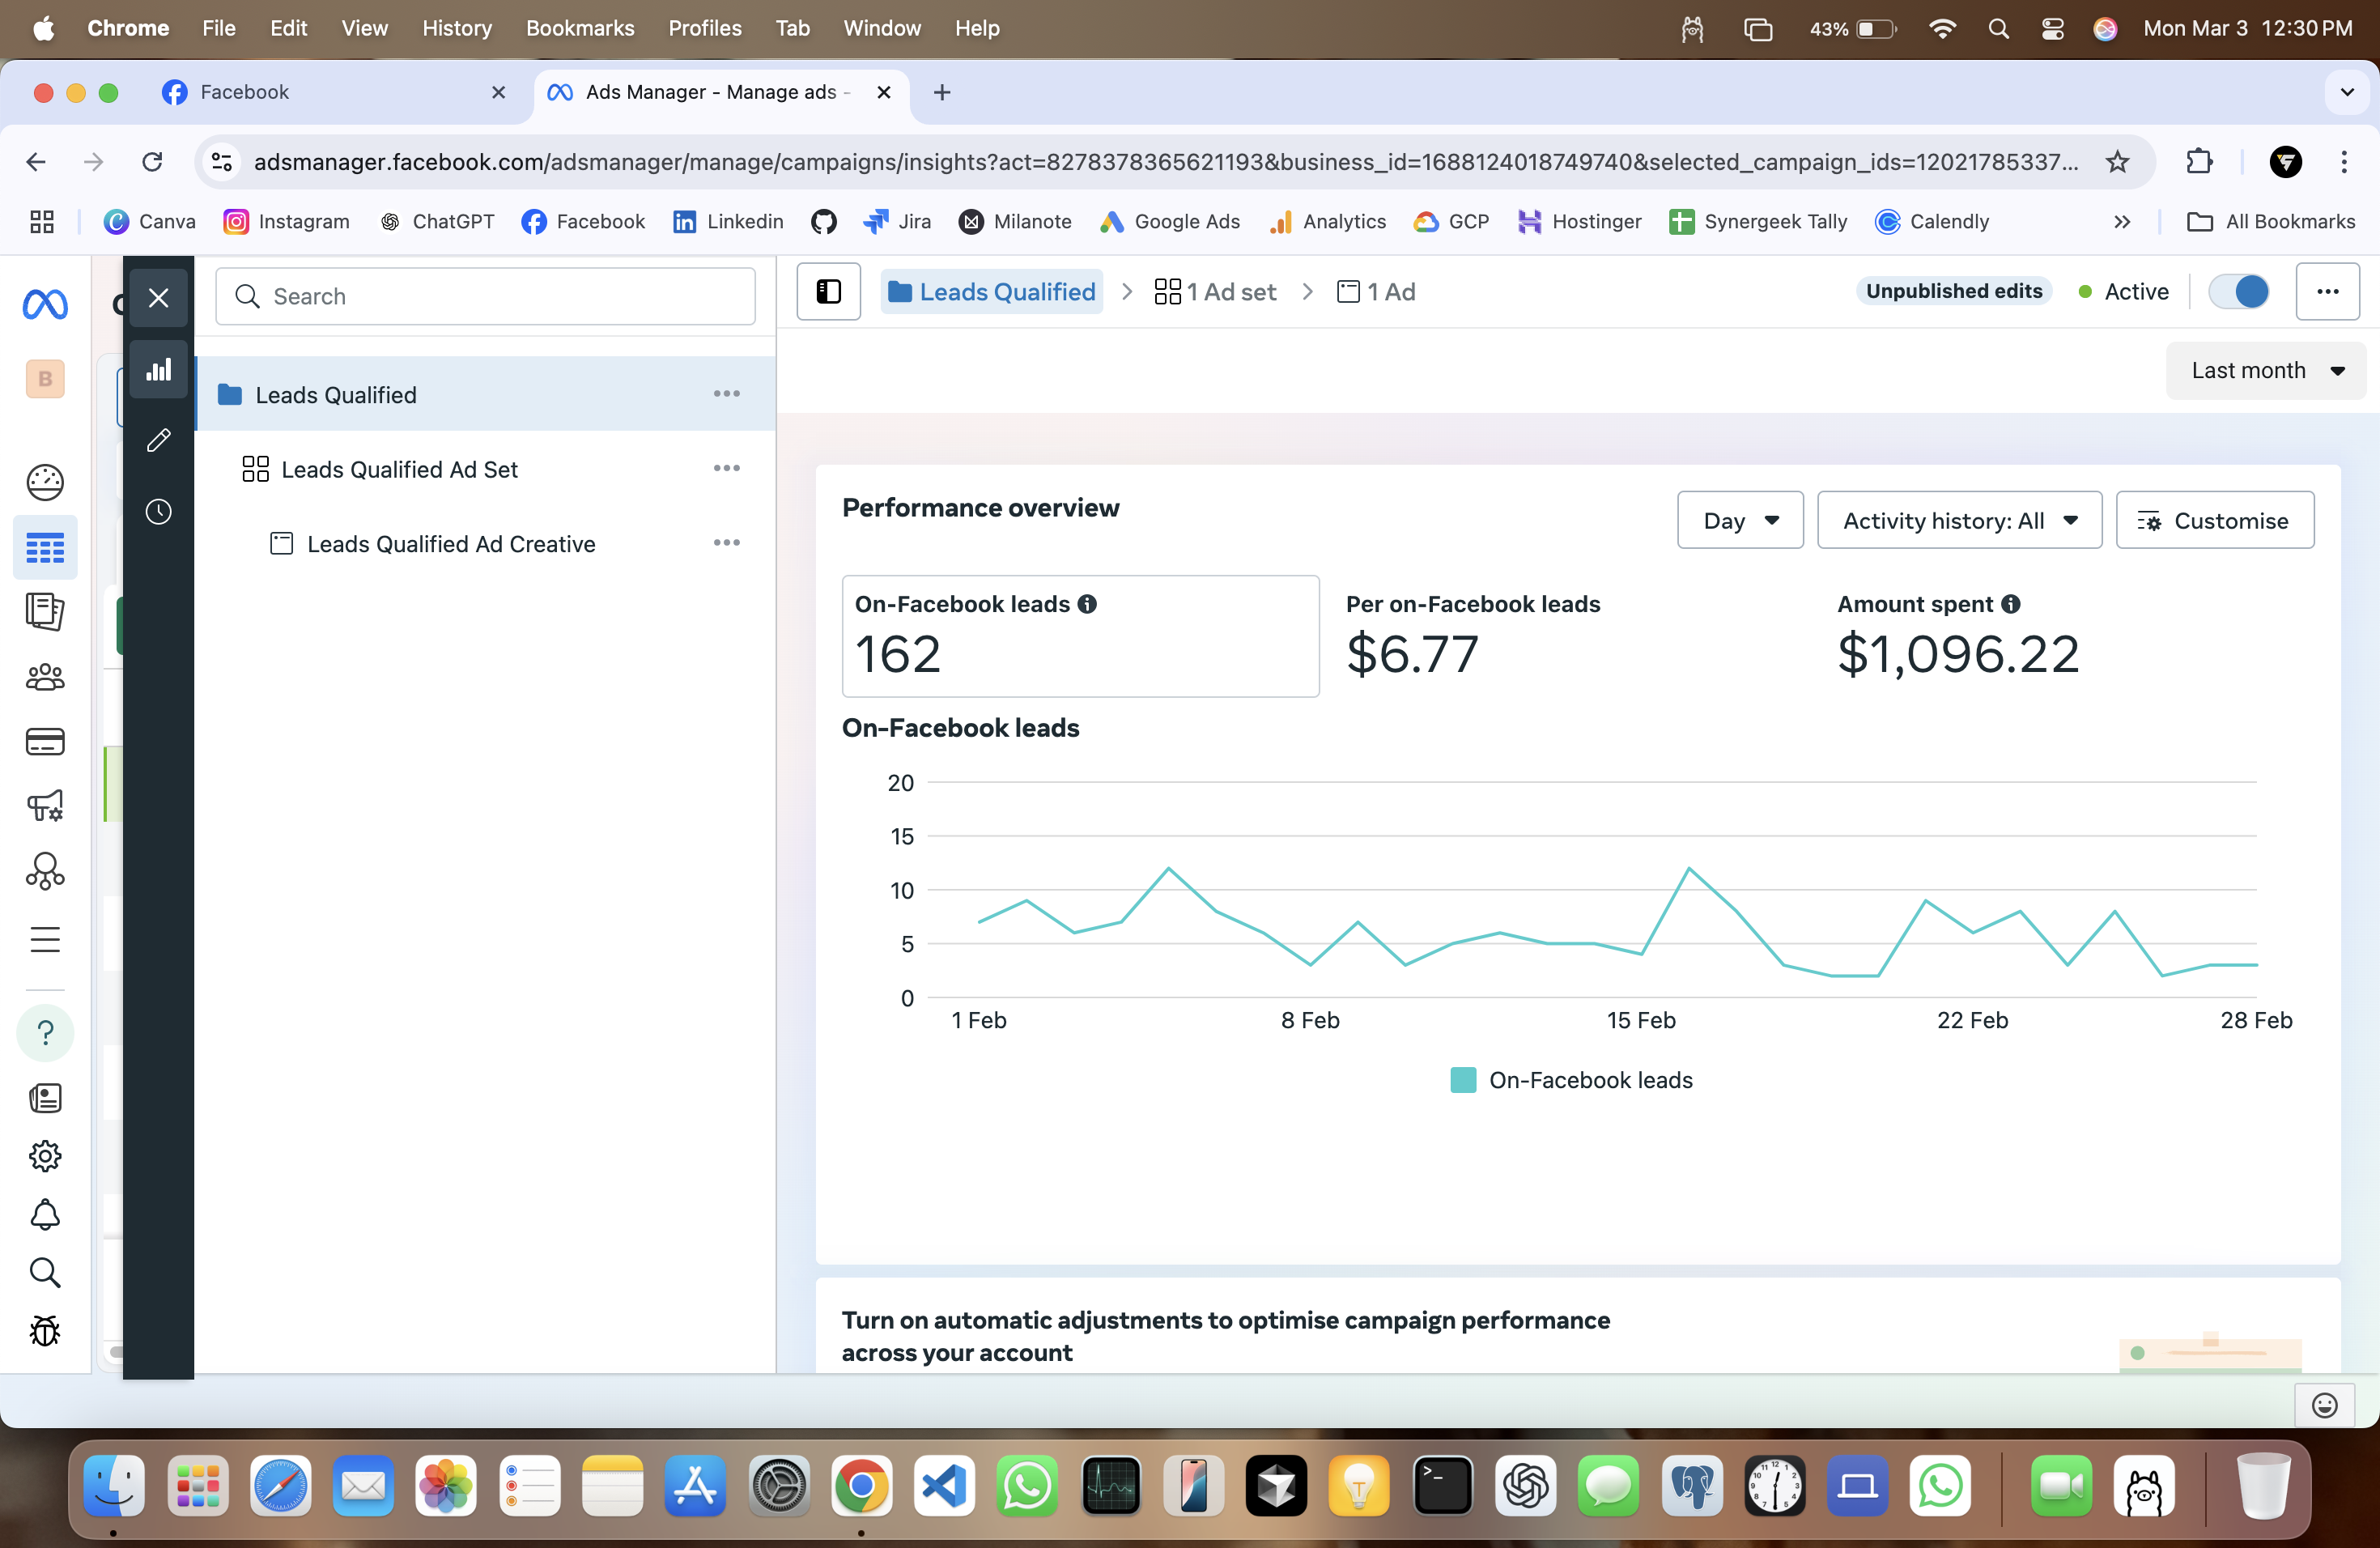 Chrome File Edit View History Bookmarks Profiles Tab Window Help 43% Mon Mar 3 12:30 PM
Facebook Ads Manager - Manage ads -
adsmanager.facebook.com/adsmanager/manage/campaigns/insights?act=8278378365621193&business_id=1688124018749740&selected_campaign_ids=12021785337...
Canva Instagram ChatGPT Facebook Linkedin Jira Milanote Google Ads Analytics GCP Hostinger Synergeek Tally Calendly All Bookmarks
Search
Leads Qualified 1 Ad set 1 Ad Unpublished edits Active
B
Last month
Leads Qualified
Leads Qualified Ad Set
Leads Qualified Ad Creative
Performance overview
Day Activity history: All Customise
On-Facebook leads Per on-Facebook leads Amount spent
162 $6.77 $1,096.22
On-Facebook leads
20
15
10
5
0
1 Feb 8 Feb 15 Feb 22 Feb 28 Feb
On-Facebook leads
Turn on automatic adjustments to optimise campaign performance
across your account